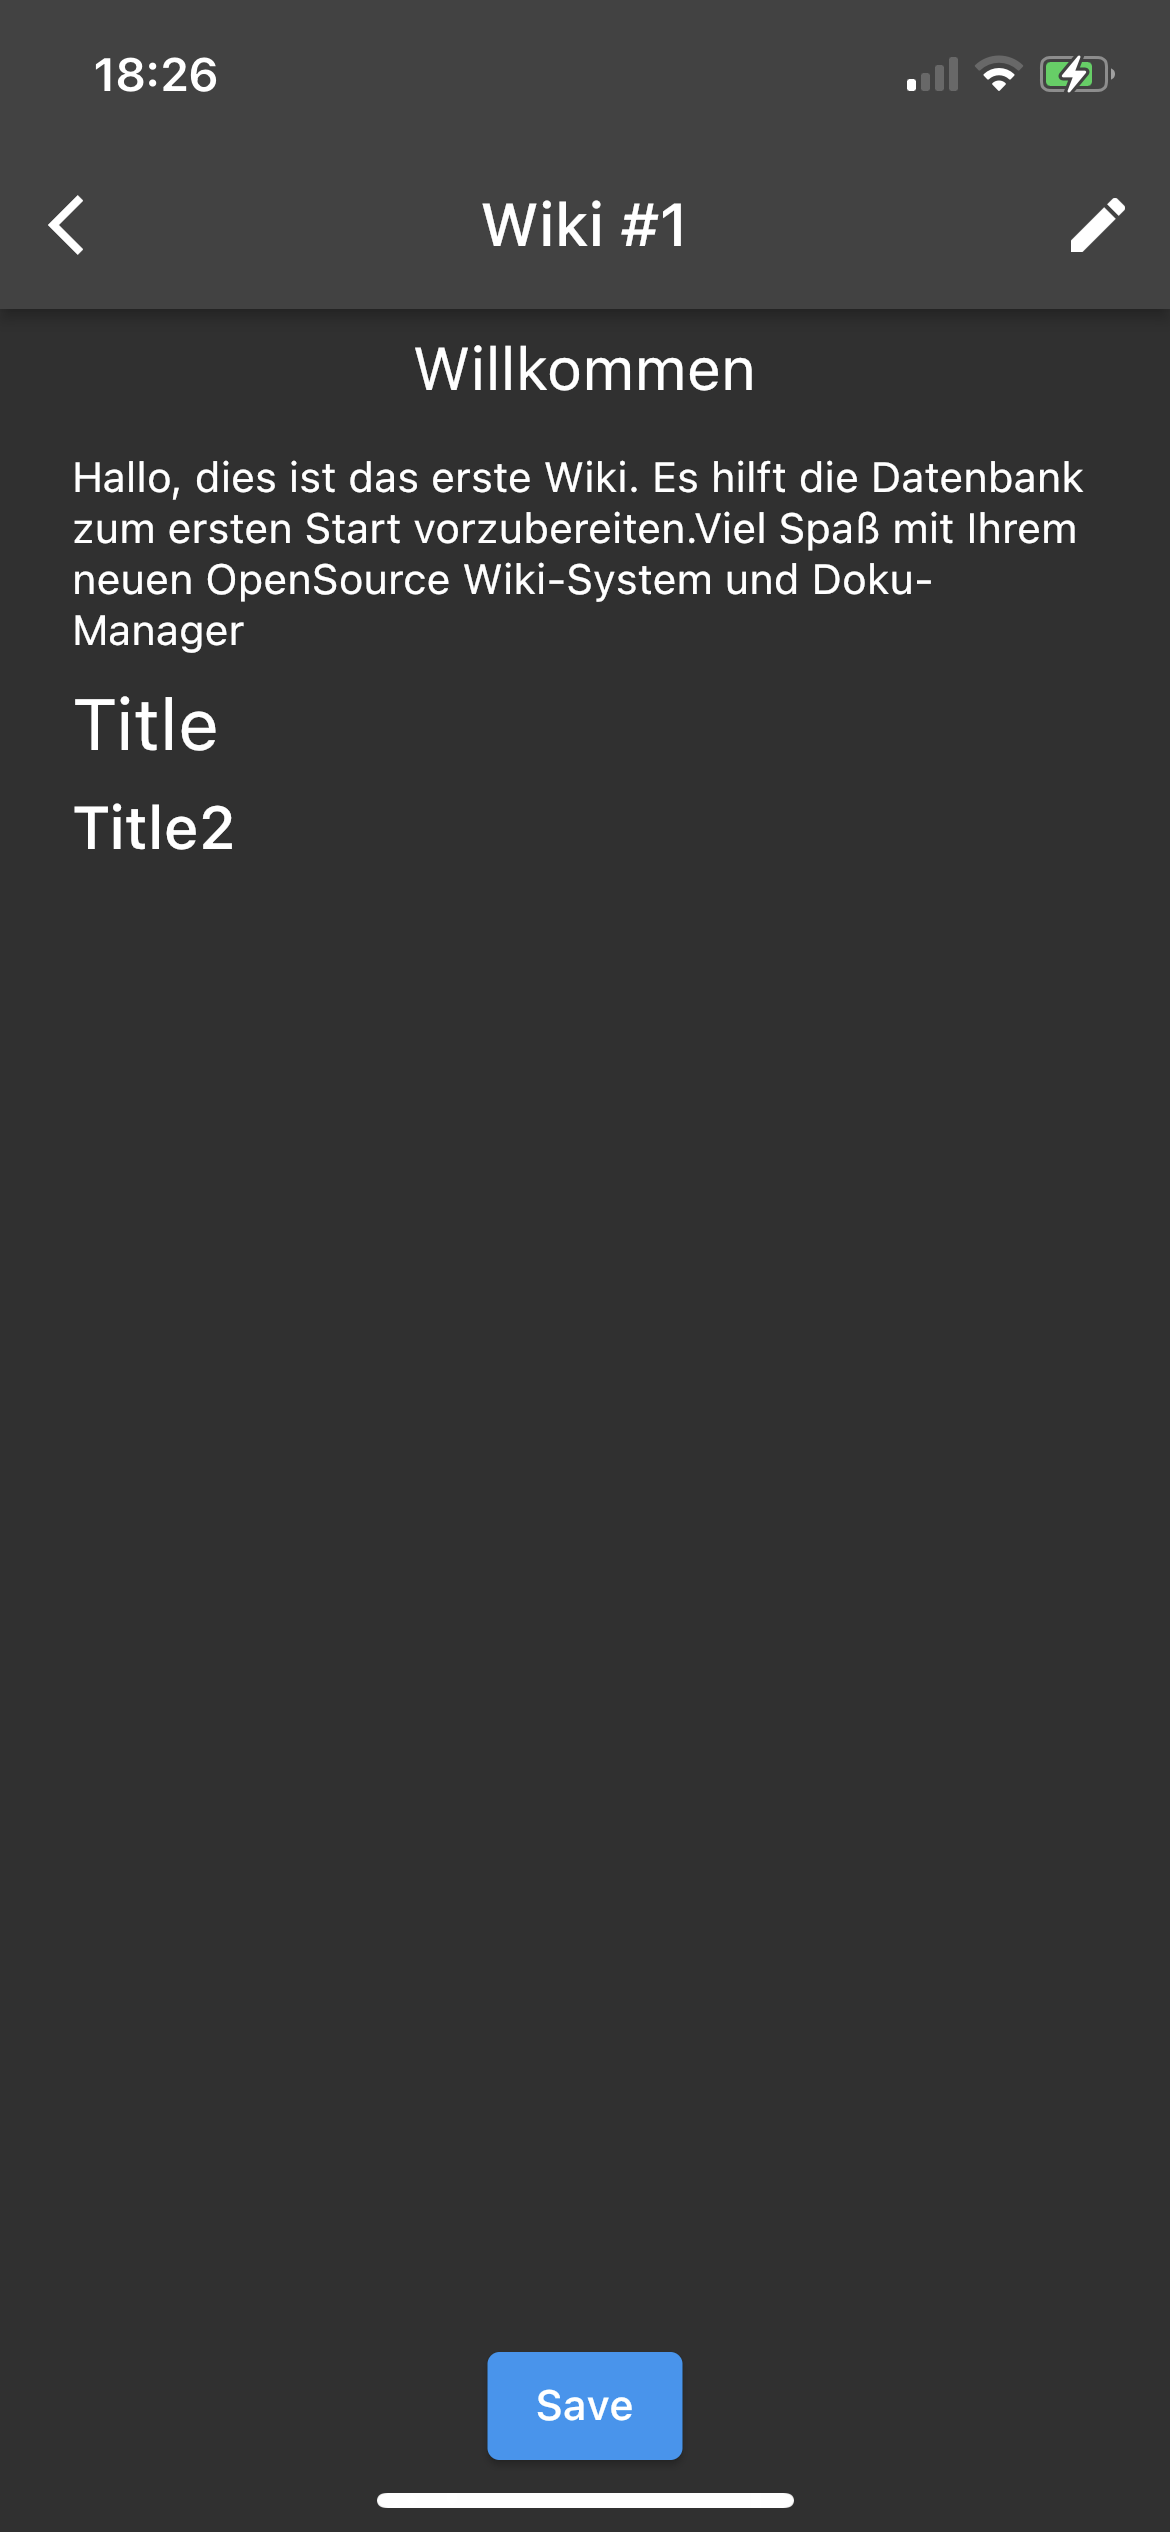 18:26
Wiki #1
Willkommen
Hallo, dies ist das erste Wiki. Es hilft die Datenbank
zum ersten Start vorzubereiten.Viel Spaß mit Ihrem
neuen OpenSource Wiki-System und Doku-
Manager
Title
Title2
Save